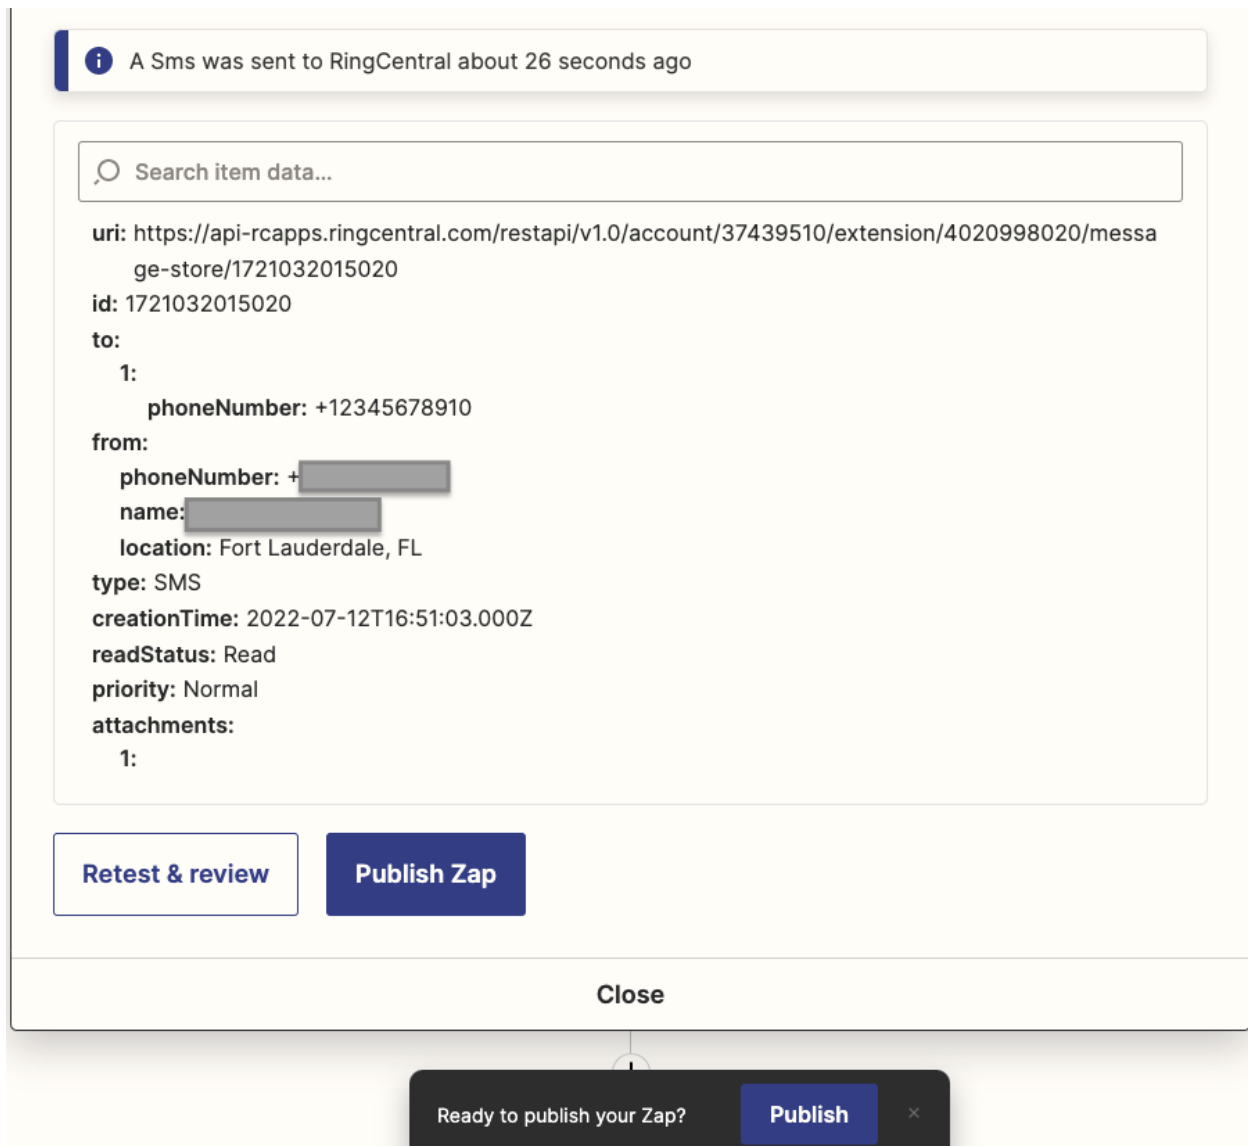 A Sms was sent to RingCentral about 26 seconds ago
Search item data...
uri: https://api-rcapps.ringcentral.com/restapi/v1.0/account/37439510/extension/4020998020/messa
ge-store/1721032015020
id: 1721032015020
to:
1:
phoneNumber: +12345678910
from:
phoneNumber: +
name:
location: Fort Lauderdale, FL
type: SMS
creationTime: 2022-07-12T16:51:03.000Z
readStatus: Read
priority: Normal
attachments:
1:
Retest & review
Publish Zap
Close
Ready to publish your Zap?
Publish